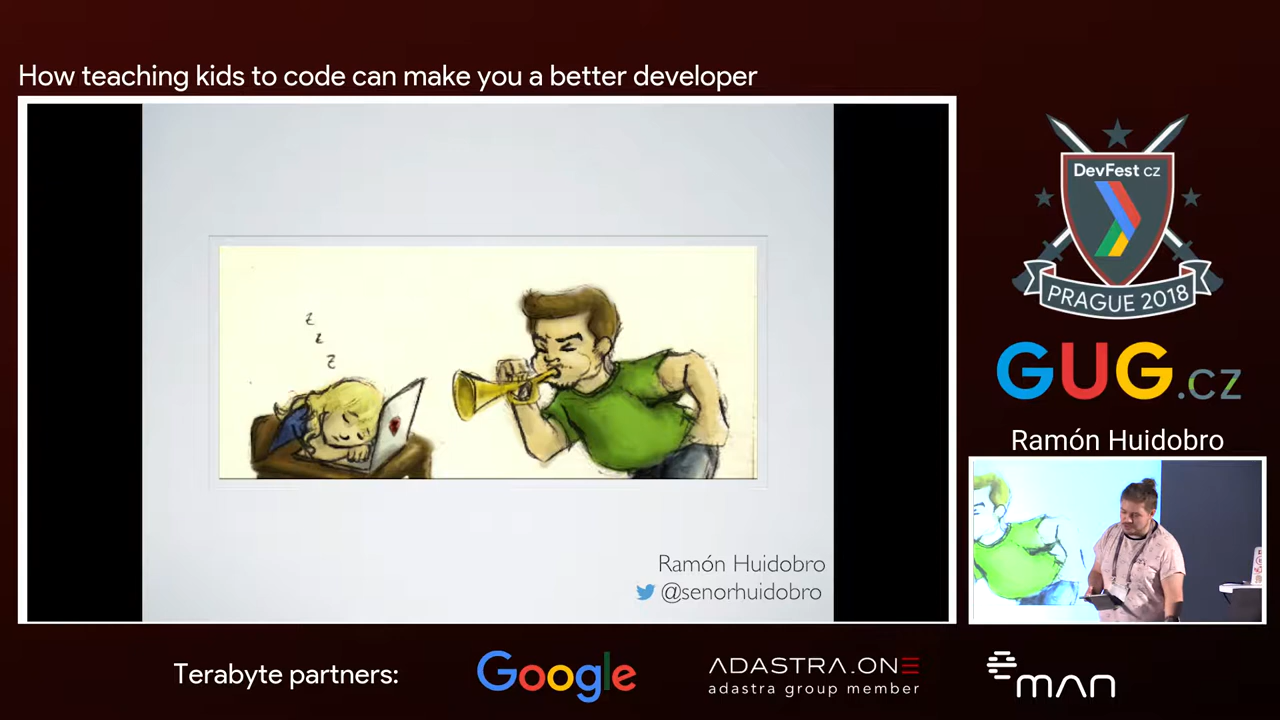 How teaching kids to code can make you a better developer
z
z
z
Ramón Huidobro
@senorhuidobro
DevFest cz
PRAGUE 2018
GUG.cz
Ramón Huidobro
Terabyte partners:
Google
ADASTRA.ONE
adastra group member
eman